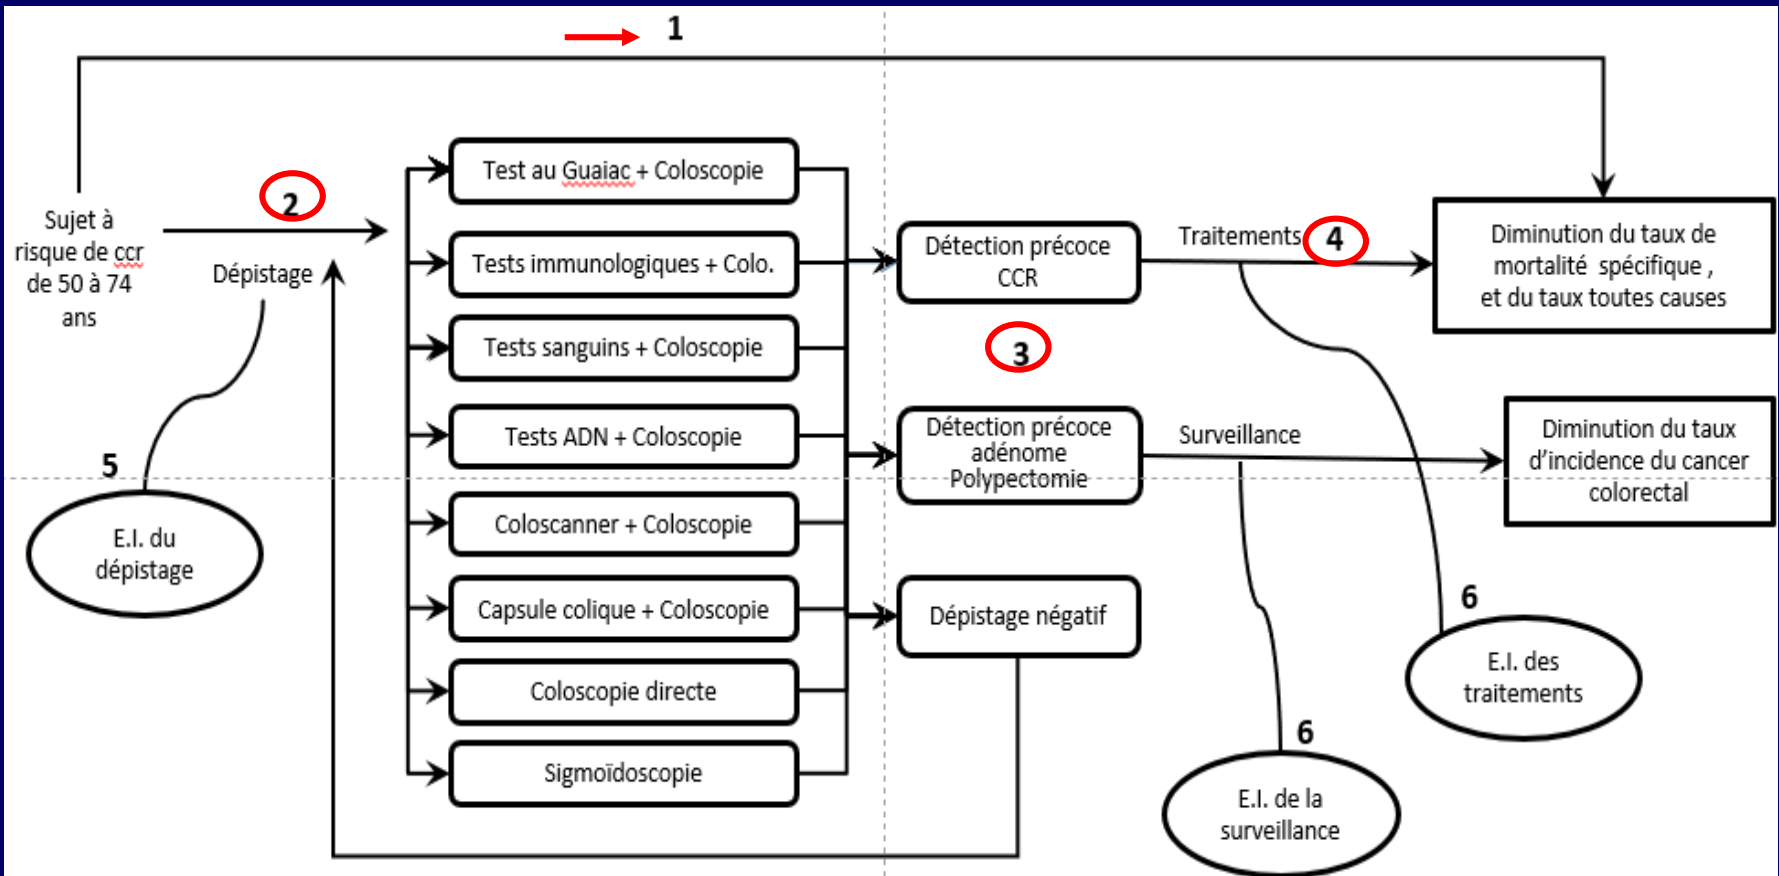 1
Sujet à
risque de ccr
de 50 à 74
ans
2
Dépistage
5
E.I. du
dépistage
Test au Guaiac + Coloscopie
Tests immunologiques + Colo.
Tests sanguins + Coloscopie
Tests ADN + Coloscopie
Coloscanner + Coloscopie
Capsule colique + Coloscopie
Coloscopie directe
Sigmoïdoscopie
Détection précoce
CCR
3
Détection précoce
adénome
Polypectomie
Dépistage négatif
Traitements
4
Surveillance
Diminution du taux de
mortalité spécifique ,
et du taux toutes causes
Diminution du taux
d'incidence du cancer
colorectal
6
E.I. des
traitements
6
E.I. de la
surveillance